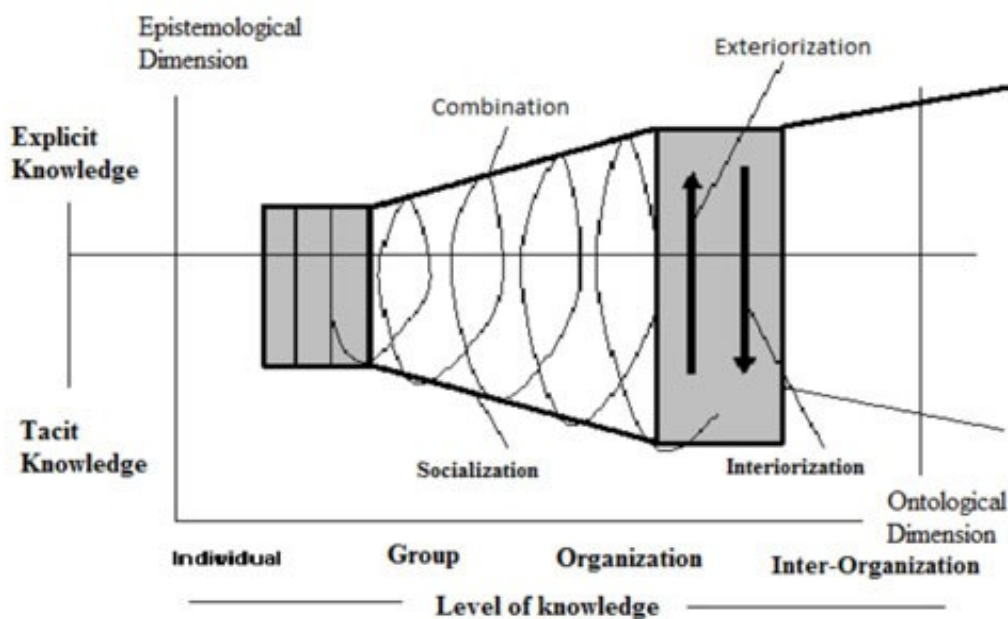 Epistemological
Dimension
Exteriorization
Combination
Explicit
Knowledge
Tacit
Knowledge
Socialization
Interiorization
Ontological
Dimension
Individual
Group
Organization
Inter-Organization
Level of knowledge